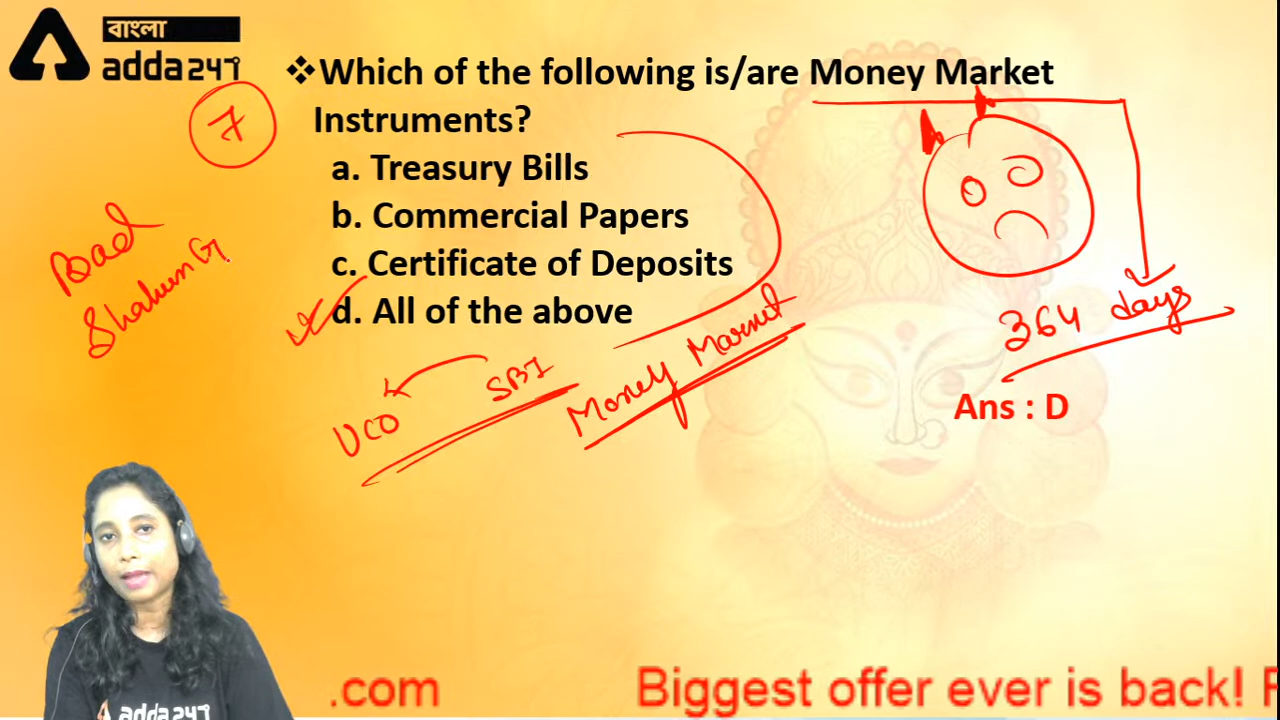 বাংলা
adda247
❖Which of the following is/are Money Market
Instruments?
a. Treasury Bills
b. Commercial Papers
c. Certificate of Deposits
d. All of the above
7
Bad
364 days
Ans : D
Money Market
SBI
UCO
adda247
.com Biggest offer ever is back! F